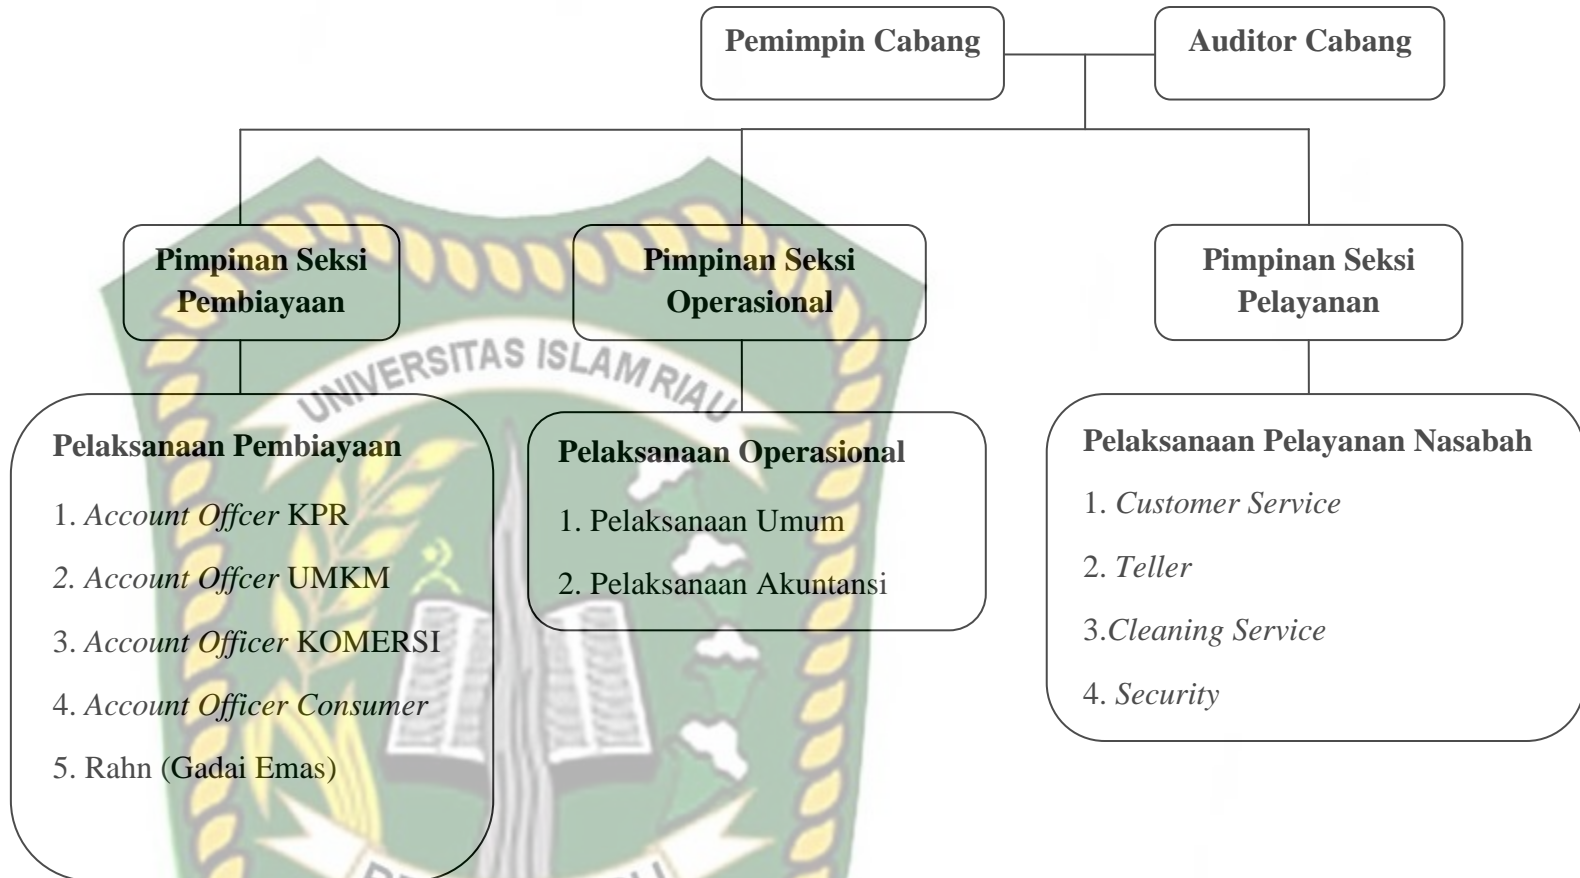 Pemimpin Cabang
Auditor Cabang
Pimpinan Seksi
Pembiayaan
Pimpinan Seksi
Operasional
Pimpinan Seksi
Pelayanan
UNIVERSITAS ISLAM RIAU
Pelaksanaan Pembiayaan
1. Account Offcer KPR
2. Account Offcer UMKM
3. Account Officer KOMERSI
4. Account Officer Consumer
5. Rahn (Gadai Emas)
Pelaksanaan Operasional
1. Pelaksanaan Umum
2. Pelaksanaan Akuntansi
Pelaksanaan Pelayanan Nasabah
1. Customer Service
2. Teller
3.Cleaning Service
4. Security